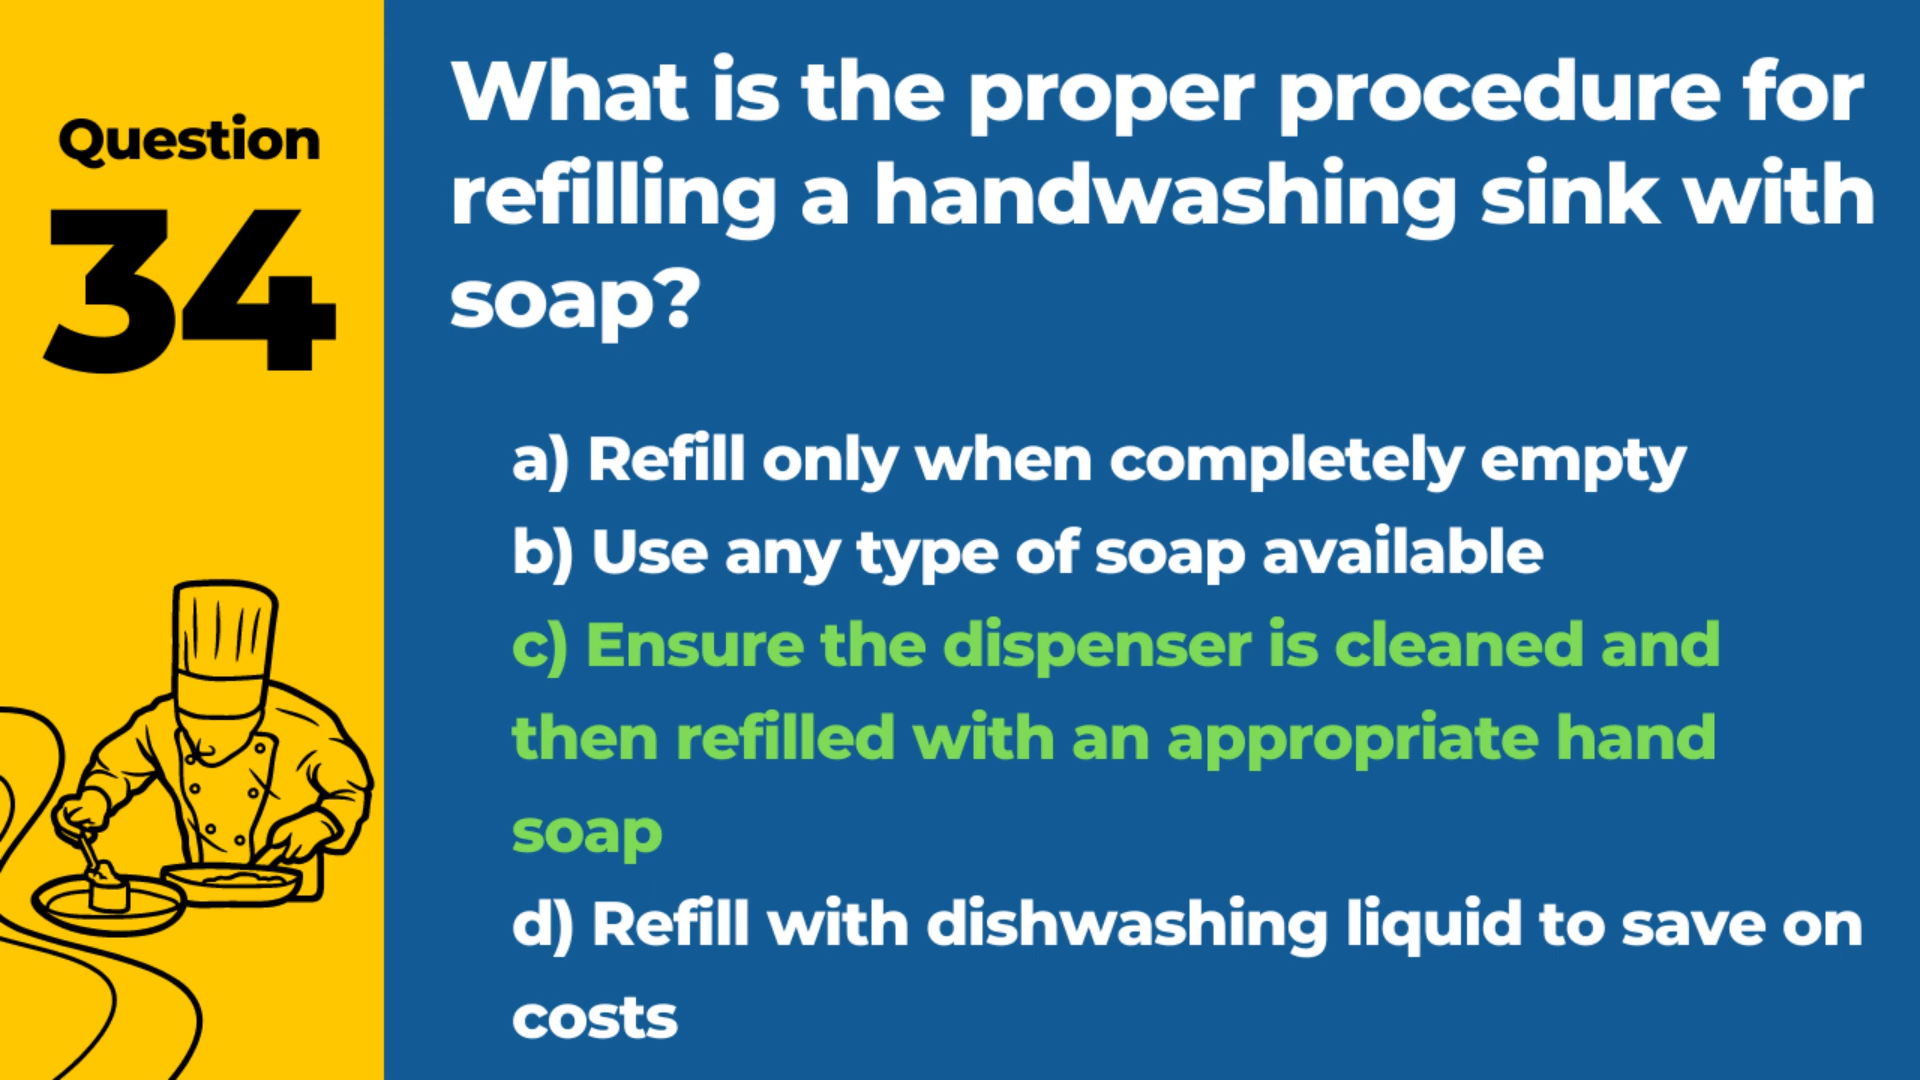 Question
34
What is the proper procedure for
refilling a handwashing sink with
soap?
a) Refill only when completely empty
b) Use any type of soap available
c) Ensure the dispenser is cleaned and
then refilled with an appropriate hand
soap
d) Refill with dishwashing liquid to save on
costs